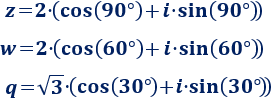 z=2·(cos(90°)+i·sin(90°))
w=2·(cos(60°)+i·sin(60°))
q=√3·(cos(30°)+i·sin(30°))